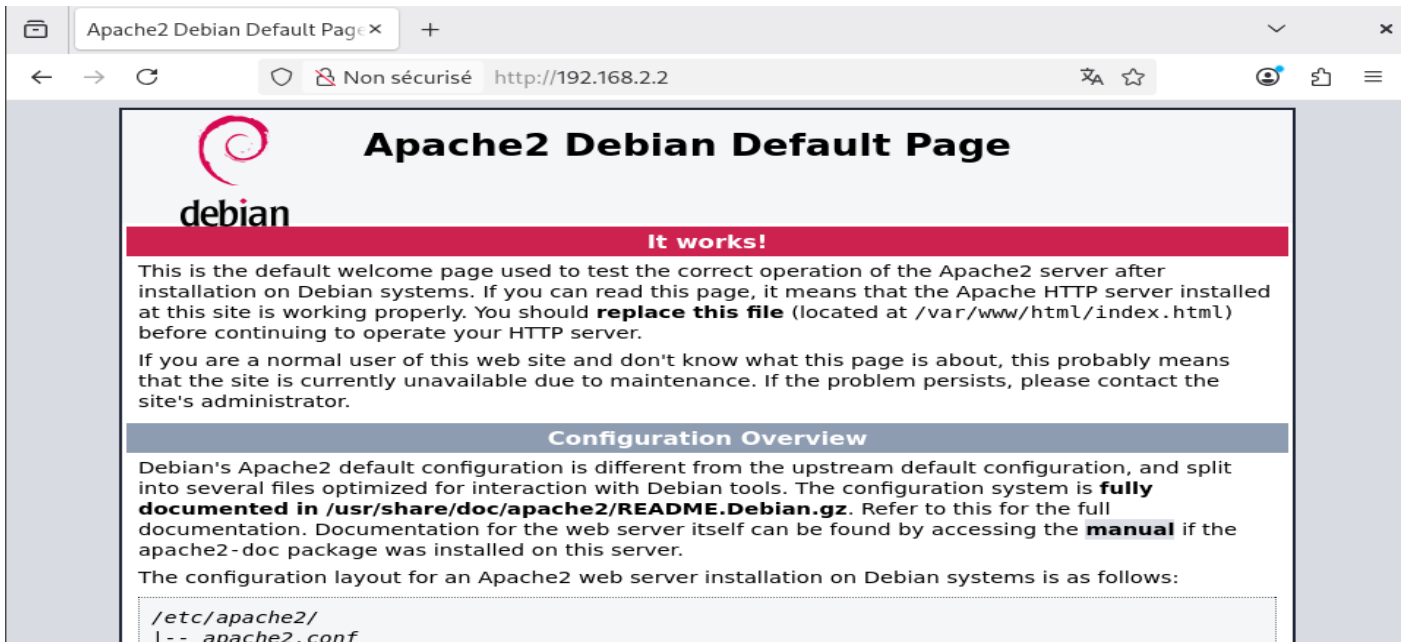 Apache2 Debian Default Page
Non sécurisé http://192.168.2.2
debian
Apache2 Debian Default Page
It works!
This is the default welcome page used to test the correct operation of the Apache2 server after
installation on Debian systems. If you can read this page, it means that the Apache HTTP server installed
at this site is working properly. You should replace this file (located at /var/www/html/index.html)
before continuing to operate your HTTP server.
If you are a normal user of this web site and don't know what this page is about, this probably means
that the site is currently unavailable due to maintenance. If the problem persists, please contact the
site's administrator.
Configuration Overview
Debian's Apache2 default configuration is different from the upstream default configuration, and split
into several files optimized for interaction with Debian tools. The configuration system is fully
documented in /usr/share/doc/apache2/README.Debian.gz. Refer to this for the full
documentation. Documentation for the web server itself can be found by accessing the manual if the
apache2-doc package was installed on this server.
The configuration layout for an Apache2 web server installation on Debian systems is as follows:
/etc/apache2/
|-- apache2.conf